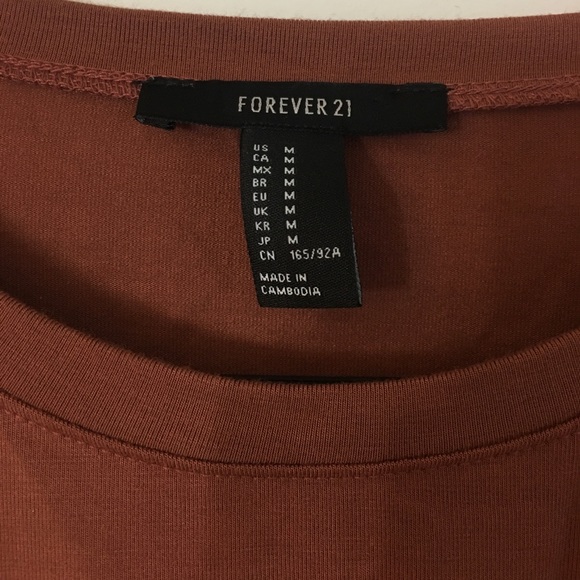 FOREVER 21
US M
CA M
MX M
BR M
EU M
UK M
KR M
JP M
CN 165/92A
MADE IN
CAMBODIA